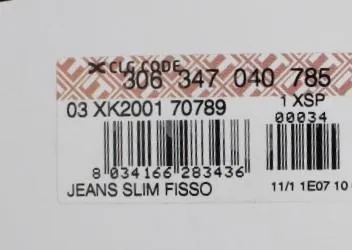 CLG CODE
306 347 040 785
03 XK2001 70789
1 XSP
00034
8 034166 283436
JEANS SLIM FISSO
11/1 1E07 10